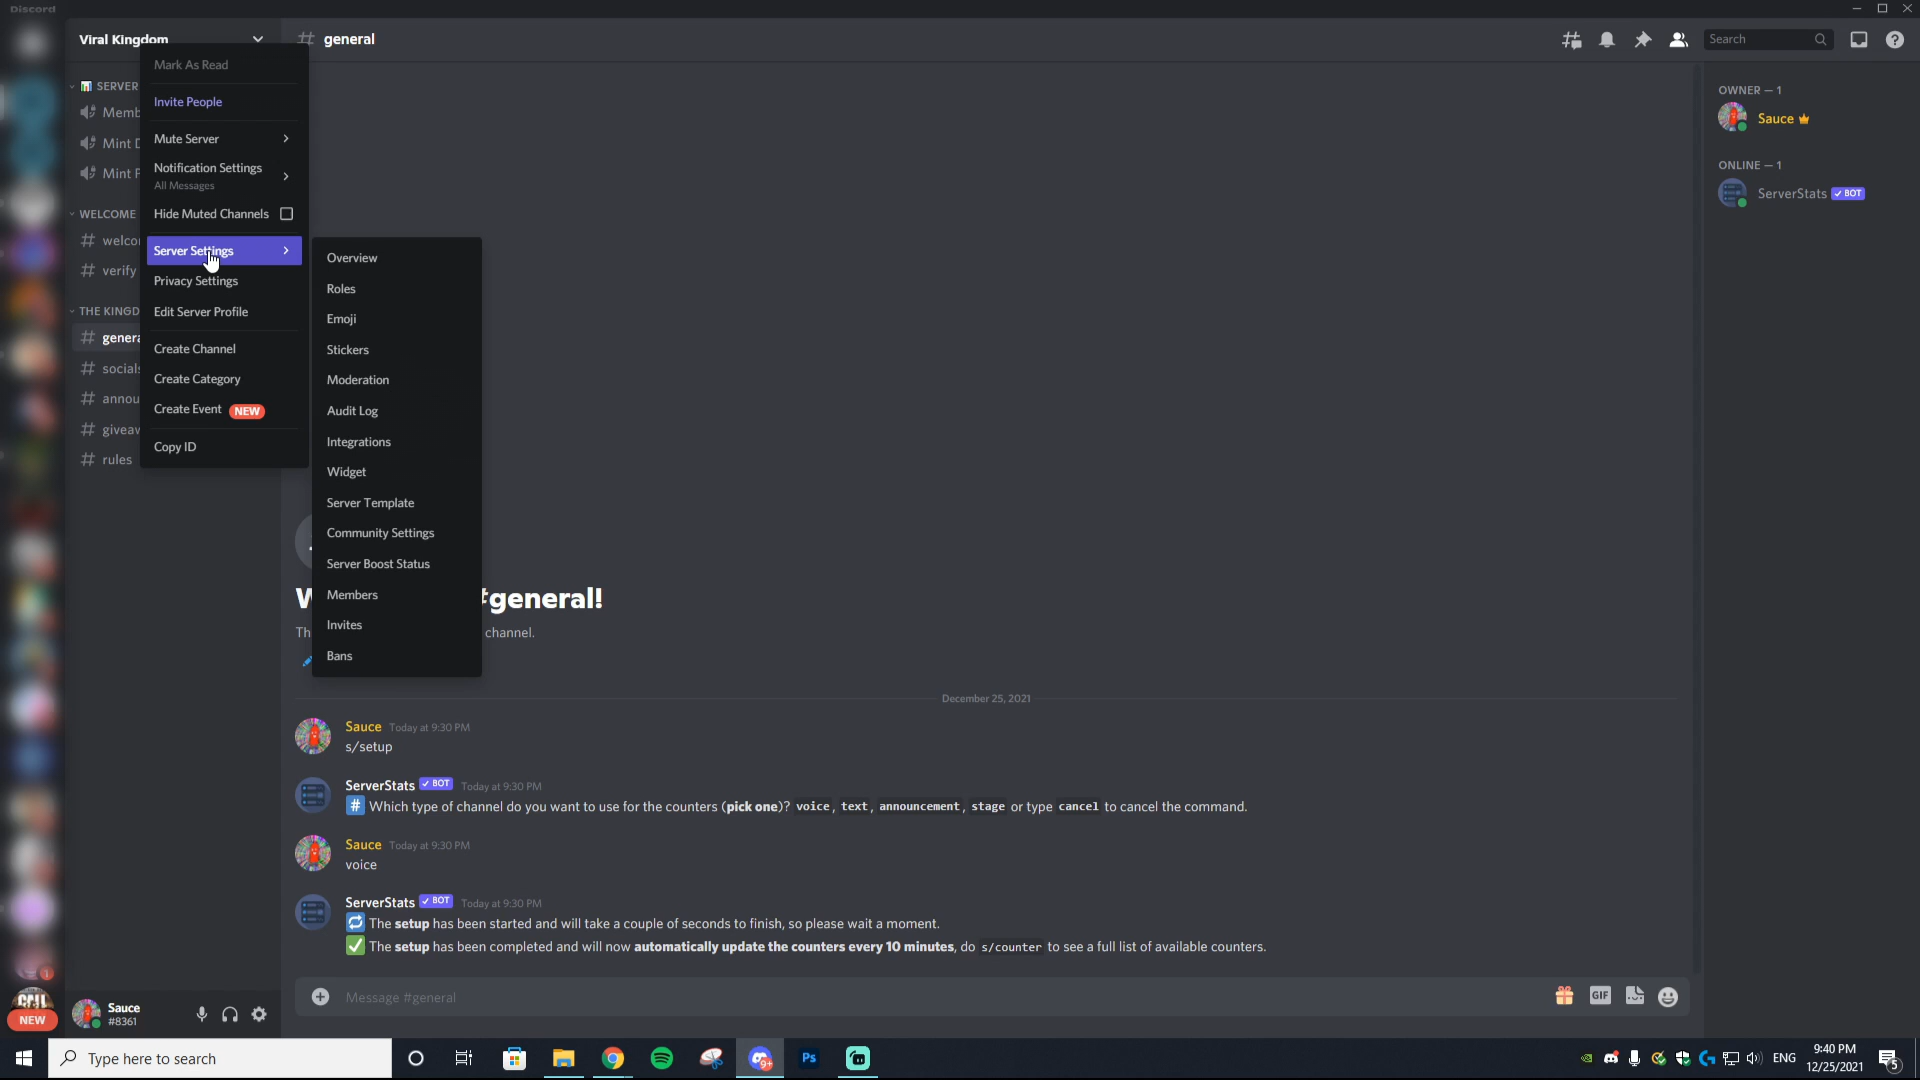 Discord
Viral Kingdom
# general
Search
SERVER
Memb
Mint D
Mint P
WELCOME
# welco
# verify
THE KINGD
# genera
# socials
# annou
# giveaw
# rules
Mark As Read
Invite People
Mute Server
Notification Settings
All Messages
Hide Muted Channels
Server Settings
Privacy Settings
Edit Server Profile
Create Channel
Create Category
Create Event NEW
Copy ID
Overview
Roles
Emoji
Stickers
Moderation
Audit Log
Integrations
Widget
Server Template
Community Settings
Server Boost Status
Members
Invites
Bans
W #general!
Th channel.
December 25, 2021
Sauce Today at 9:30 PM
s/setup
ServerStats ✓ BOT Today at 9:30 PM
# Which type of channel do you want to use for the counters (pick one)? voice, text, announcement, stage or type cancel to cancel the command.
Sauce Today at 9:30 PM
voice
ServerStats ✓ BOT Today at 9:30 PM
The setup has been started and will take a couple of seconds to finish, so please wait a moment.
The setup has been completed and will now automatically update the counters every 10 minutes, do s/counter to see a full list of available counters.
Message #general
GIF
OWNER — 1
Sauce
ONLINE — 1
ServerStats ✓ BOT
1
CALL
NEW
Sauce
#8361
Type here to search
9+
Ps
ENG
9:40 PM
12/25/2021
5